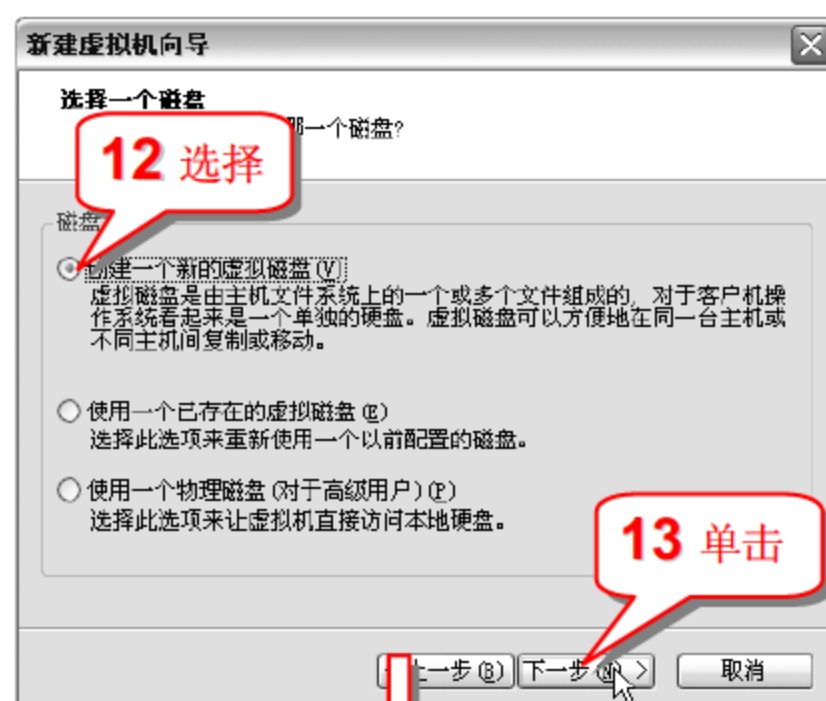 新建虚拟机向导
选择一个磁盘
一个磁盘?
12 选择
磁盘
创建一个新的虚拟磁盘(V)
虚拟磁盘是由主机文件系统上的一个或多个文件组成的，对于客户机操
作系统看起来是一个单独的硬盘。虚拟磁盘可以方便地在同一台主机或
不同主机间复制或移动。
使用一个已存在的虚拟磁盘(E)
选择此选项来重新使用一个以前配置的磁盘。
使用一个物理磁盘(对于高级用户)(P)
选择此选项来让虚拟机直接访问本地硬盘。
13 单击
上一步(B) 下一步(N) > 取消